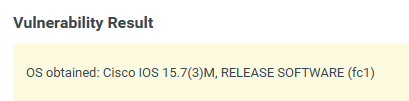 Vulnerability Result
OS obtained: Cisco IOS 15.7(3)M, RELEASE SOFTWARE (fc1)